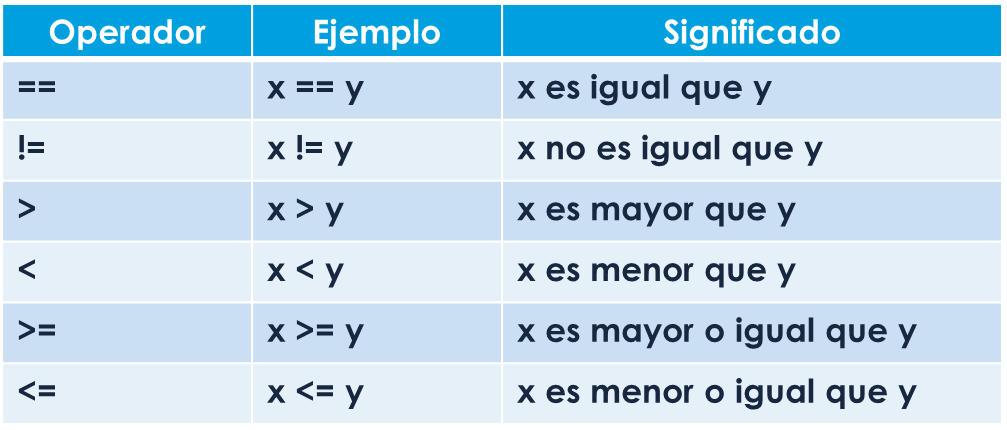 Operador Ejemplo Significado
== x == y x es igual que y
!= x != y x no es igual que y
> x > y x es mayor que y
< x < y x es menor que y
>= x >= y x es mayor o igual que y
<= x <= y x es menor o igual que y